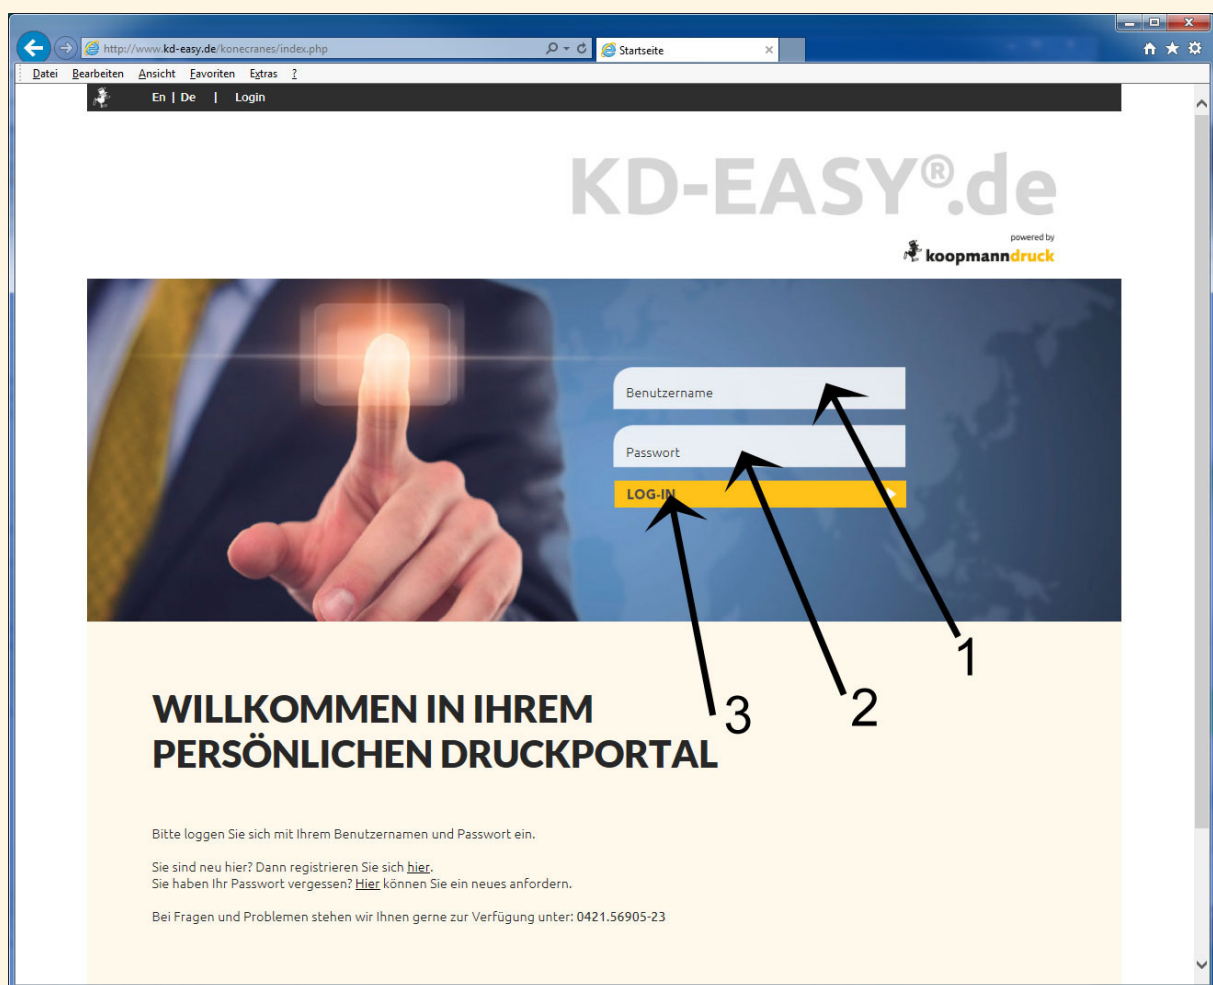 http://www.kd-easy.de/konecranes/index.php
Startseite
Datei Bearbeiten Ansicht Favoriten Extras ?
En | De | Login
KD-EASY®.de
powered by
koopmanndruck
Benutzername
Passwort
LOG-IN
1
2
3
WILLKOMMEN IN IHREM
PERSÖNLICHEN DRUCKPORTAL
Bitte loggen Sie sich mit Ihrem Benutzernamen und Passwort ein.
Sie sind neu hier? Dann registrieren Sie sich hier.
Sie haben Ihr Passwort vergessen? Hier können Sie ein neues anfordern.
Bei Fragen und Problemen stehen wir Ihnen gerne zur Verfügung unter: 0421.56905-23